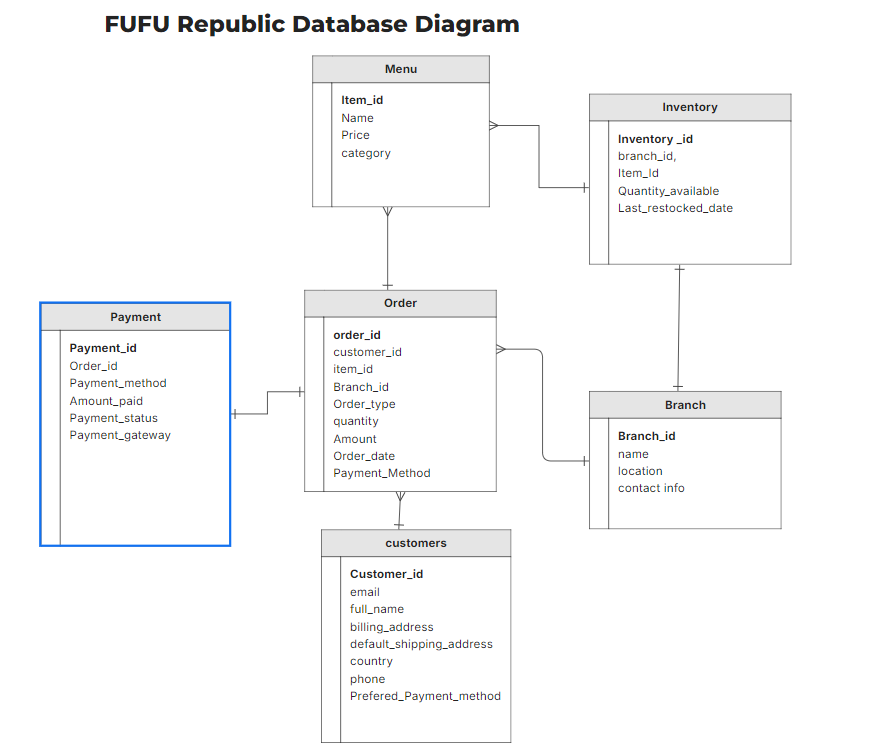 FUFU Republic Database Diagram
Menu
Item_id
Name
Price
category
Inventory
Inventory _id
branch_id,
Item_Id
Quantity_available
Last_restocked_date
Payment
Payment_id
Order_id
Payment_method
Amount_paid
Payment_status
Payment_gateway
Order
order_id
customer_id
item_id
Branch_id
Order_type
quantity
Amount
Order_date
Payment_Method
Branch
Branch_id
name
location
contact info
customers
Customer_id
email
full_name
billing_address
default_shipping_address
country
phone
Prefered_Payment_method